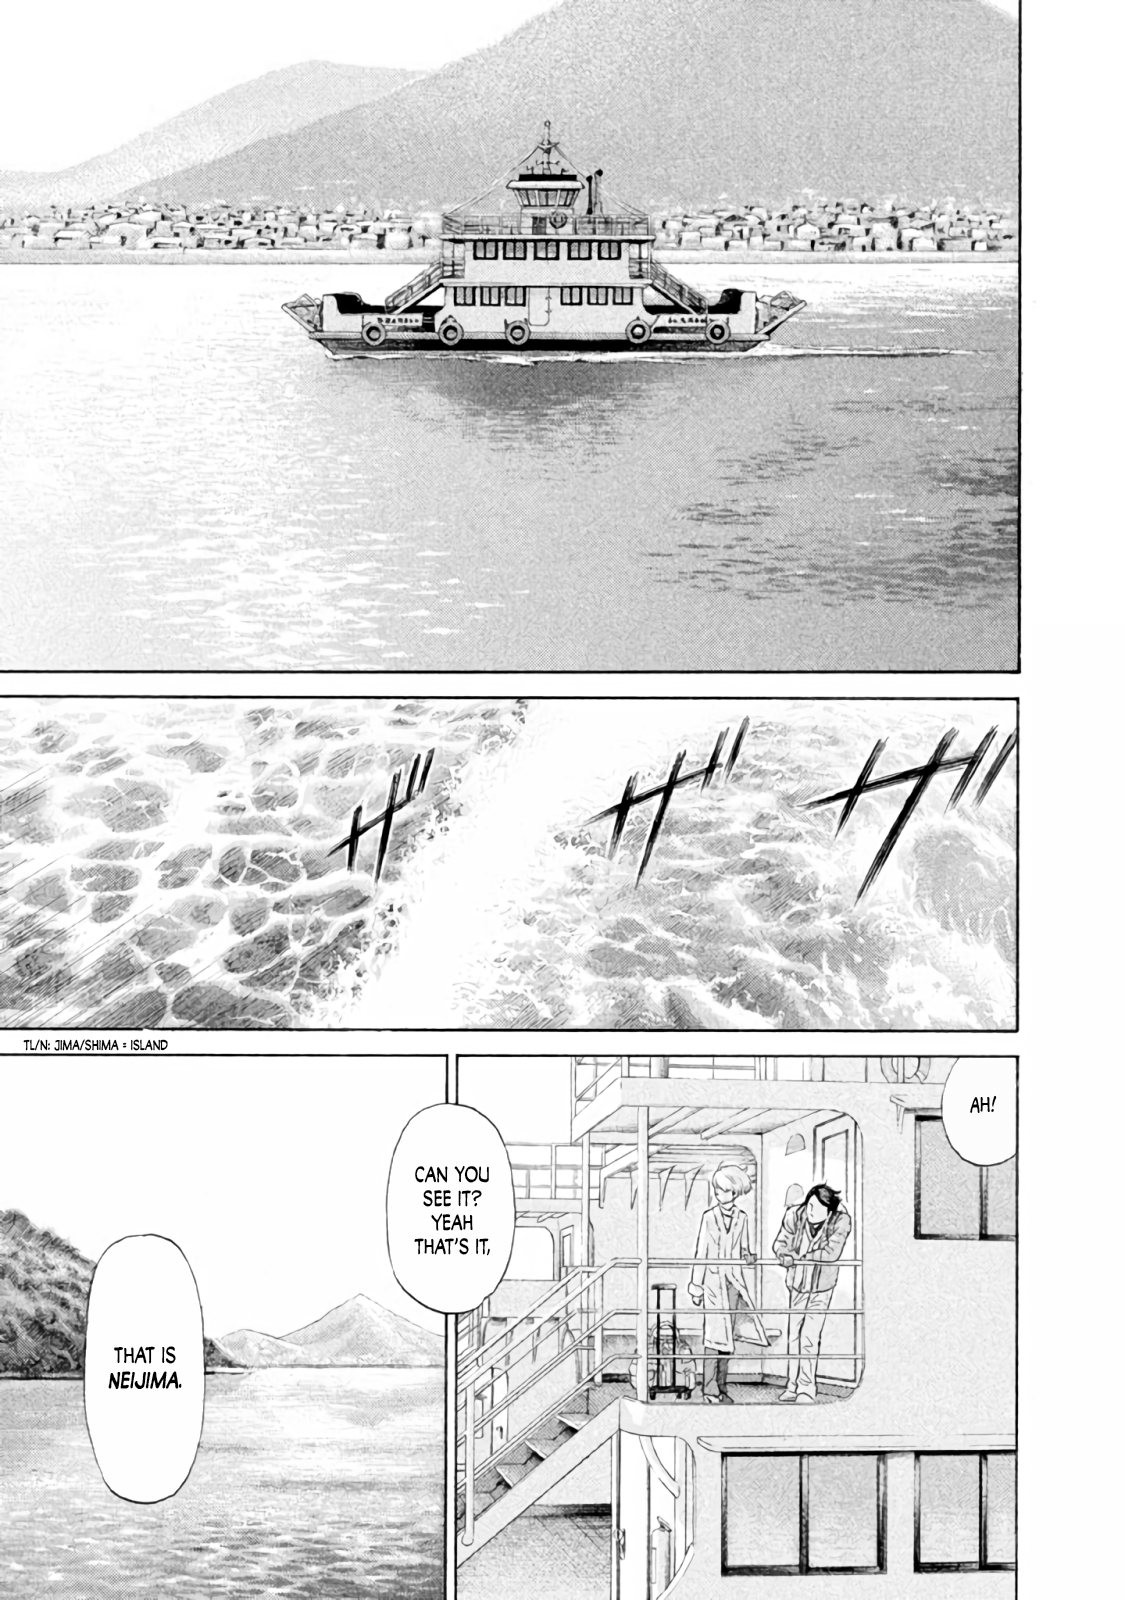 ザザザ
TL/N: JIMA/SHIMA = ISLAND
AH!
CAN YOU
SEE IT?
YEAH
THAT'S IT,
THAT IS
NEIJIMA.